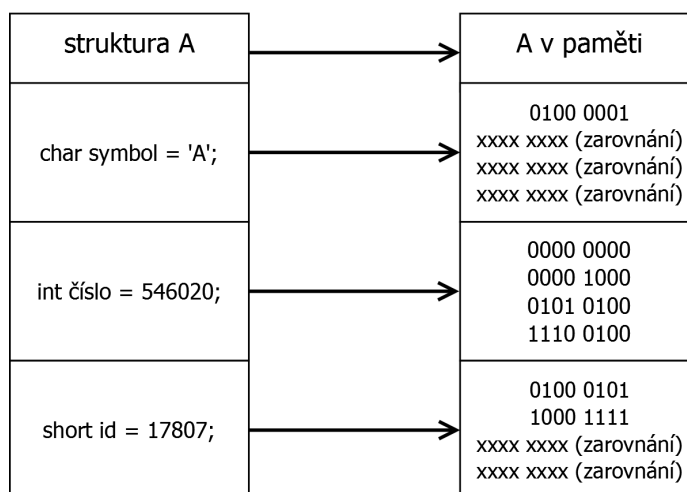 struktura A
A v paměti
char symbol = 'A';
0100 0001
xxxx xxxx (zarovnání)
xxxx xxxx (zarovnání)
xxxx xxxx (zarovnání)
int číslo = 546020;
0000 0000
0000 1000
0101 0100
1110 0100
short id = 17807;
0100 0101
1000 1111
xxxx xxxx (zarovnání)
xxxx xxxx (zarovnání)